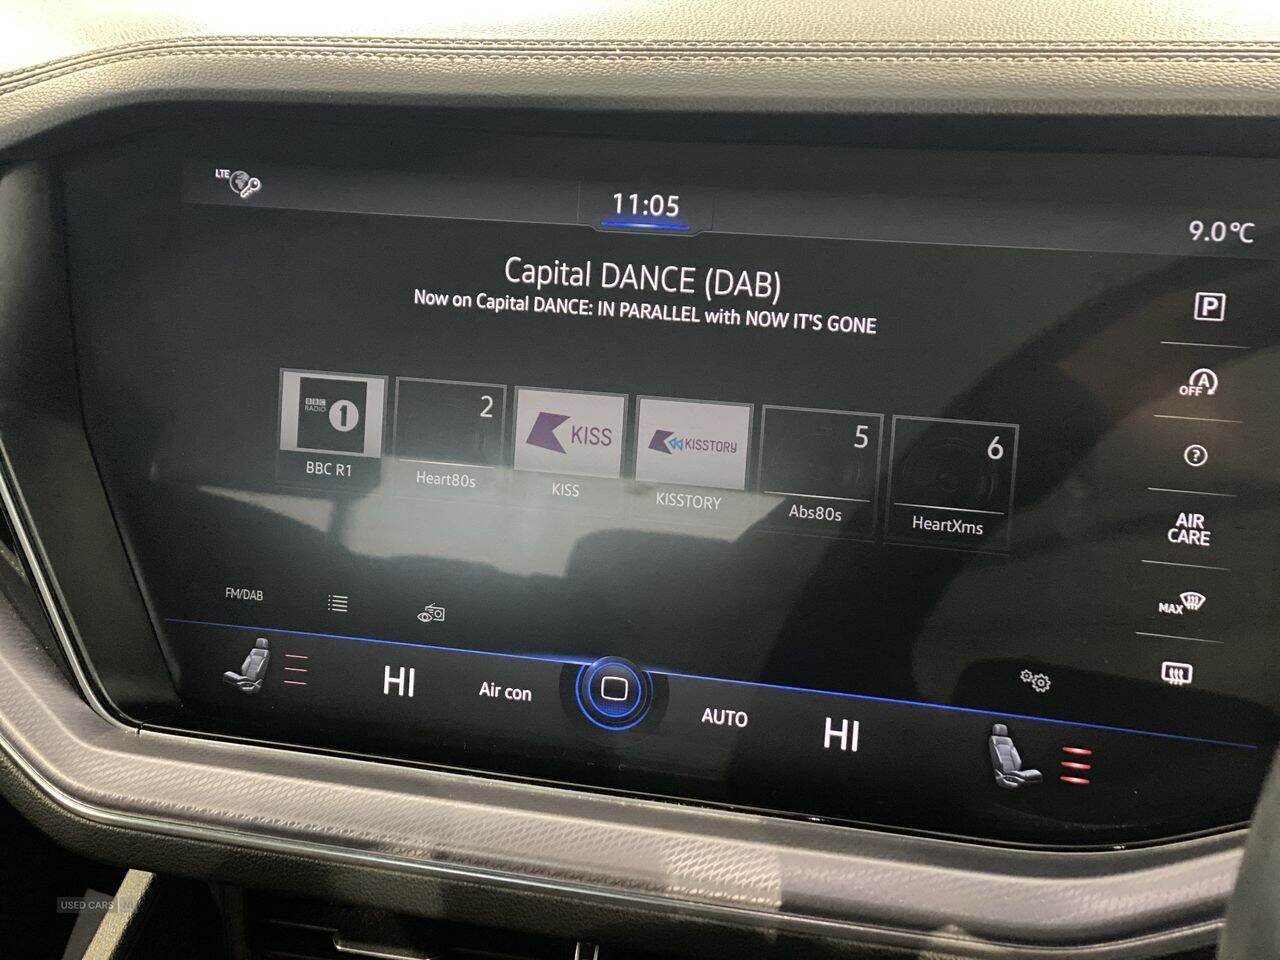 LTE
11:05
9.0°C
Capital DANCE (DAB)
Now on Capital DANCE: IN PARALLEL with NOW IT'S GONE
P
A
OFF
?
AIR
CARE
MAX
BBC
RADIO
1
BBC R1
2
Heart80s
KISS
KISS
KISSTORY
KISSTORY
5
Abs80s
6
HeartXms
FM/DAB
HI
Air con
AUTO
HI
USED CARS